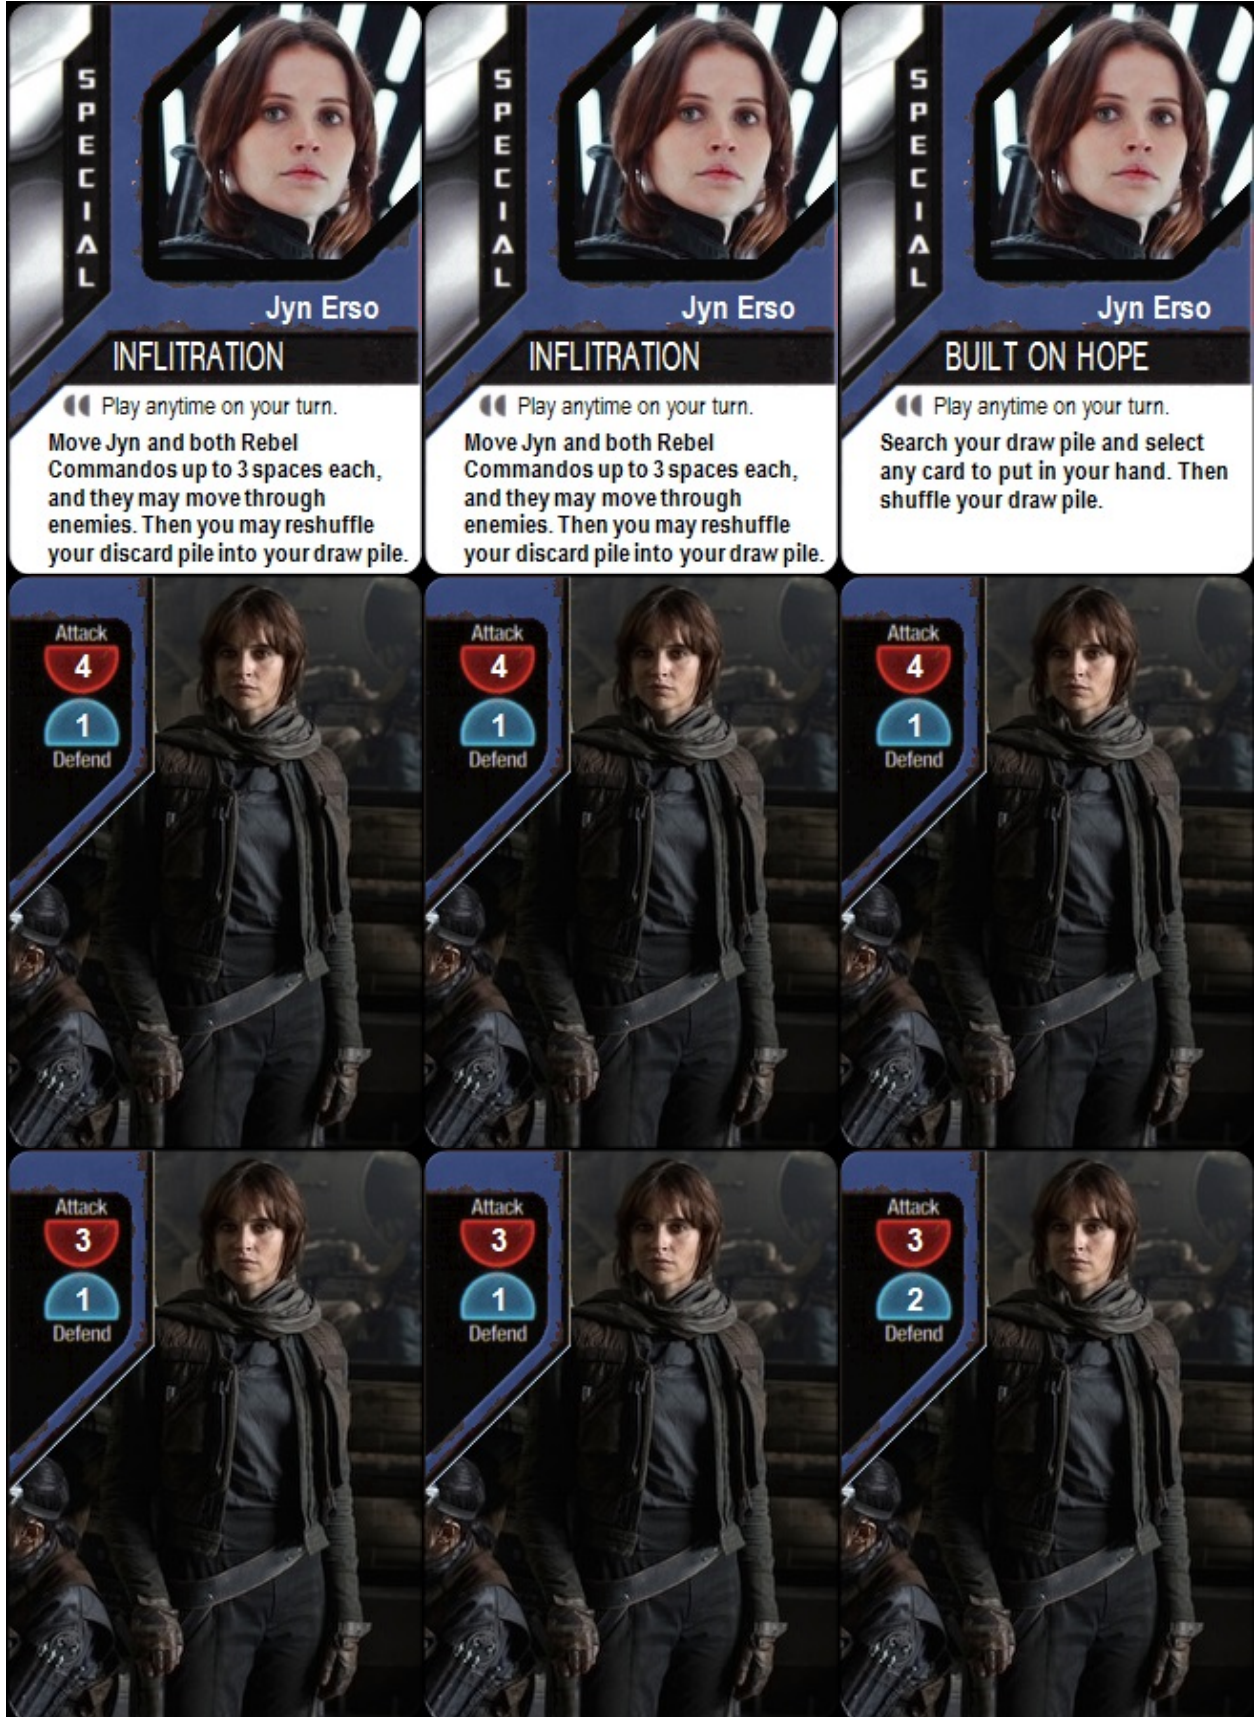 SPECIAL
Jyn Erso
INFLITRATION
Play anytime on your turn.
Move Jyn and both Rebel
Commandos up to 3 spaces each,
and they may move through
enemies. Then you may reshuffle
your discard pile into your draw pile.
SPECIAL
Jyn Erso
INFLITRATION
Play anytime on your turn.
Move Jyn and both Rebel
Commandos up to 3 spaces each,
and they may move through
enemies. Then you may reshuffle
your discard pile into your draw pile.
SPECIAL
Jyn Erso
BUILT ON HOPE
Play anytime on your turn.
Search your draw pile and select
any card to put in your hand. Then
shuffle your draw pile.
Attack
4
1
Defend
Attack
4
1
Defend
Attack
4
1
Defend
Attack
3
1
Defend
Attack
3
1
Defend
Attack
3
2
Defend